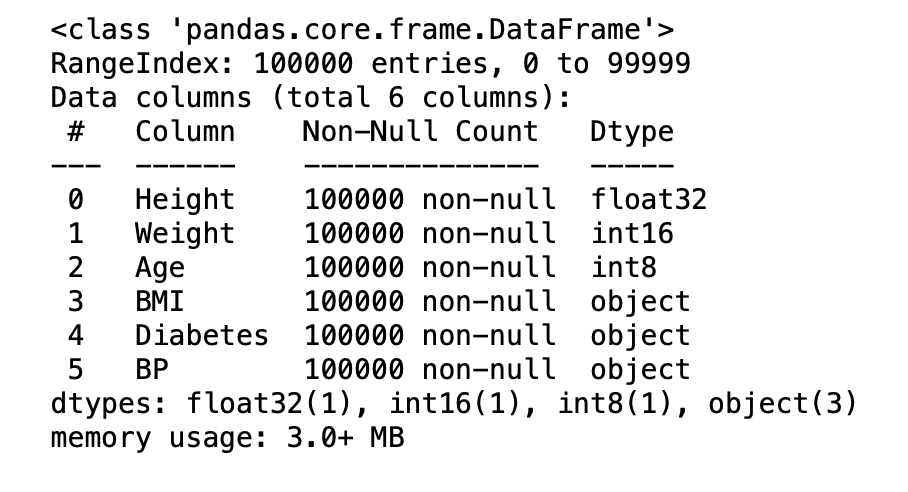 <class 'pandas.core.frame.DataFrame'>
RangeIndex: 100000 entries, 0 to 99999
Data columns (total 6 columns):
 #   Column    Non-Null Count   Dtype
---  ------    --------------   -----
 0   Height    100000 non-null  float32
 1   Weight    100000 non-null  int16
 2   Age       100000 non-null  int8
 3   BMI       100000 non-null  object
 4   Diabetes  100000 non-null  object
 5   BP        100000 non-null  object
dtypes: float32(1), int16(1), int8(1), object(3)
memory usage: 3.0+ MB